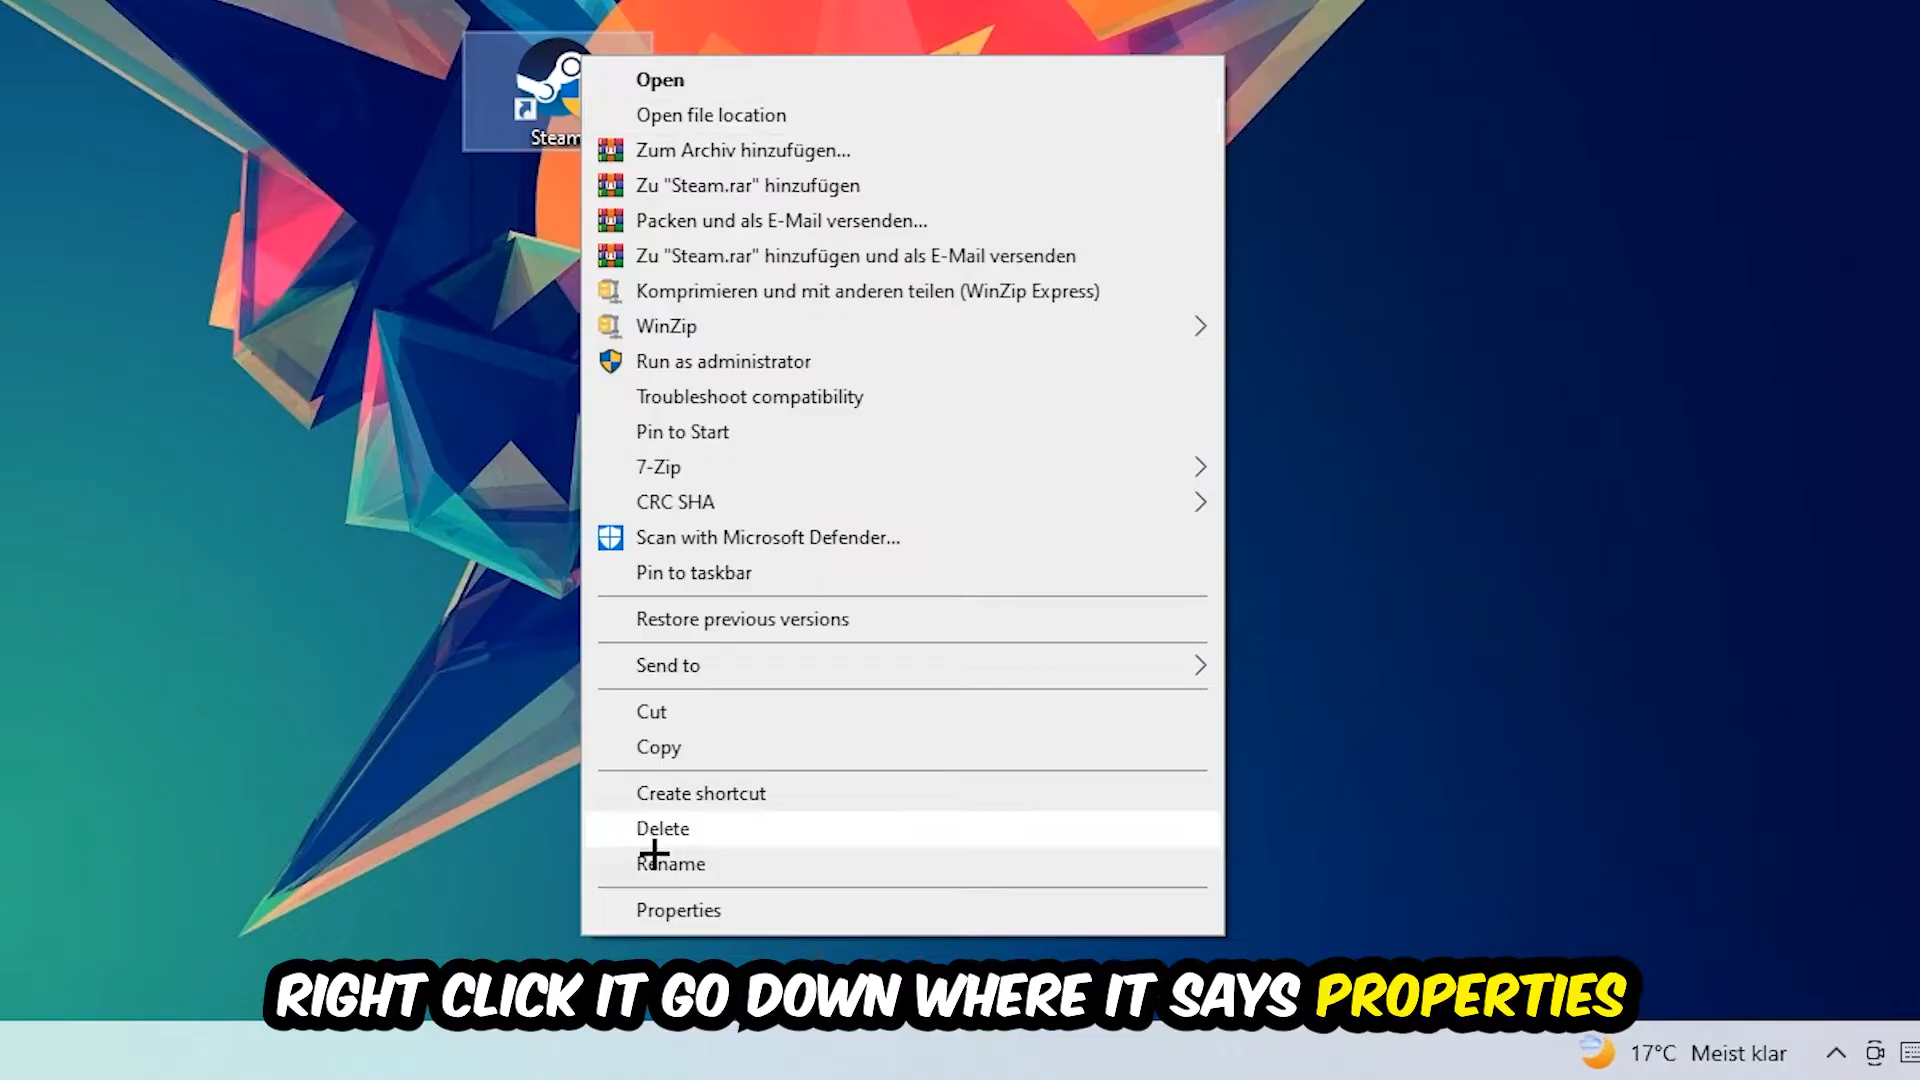 Steam
Open
Open file location
Zum Archiv hinzufügen...
Zu "Steam.rar" hinzufügen
Packen und als E-Mail versenden...
Zu "Steam.rar" hinzufügen und als E-Mail versenden
Komprimieren und mit anderen teilen (WinZip Express)
WinZip
Run as administrator
Troubleshoot compatibility
Pin to Start
7-Zip
CRC SHA
Scan with Microsoft Defender...
Pin to taskbar
Restore previous versions
Send to
Cut
Copy
Create shortcut
Delete
Rename
Properties
RIGHT CLICK IT GO DOWN WHERE IT SAYS PROPERTIES
17°C Meist klar